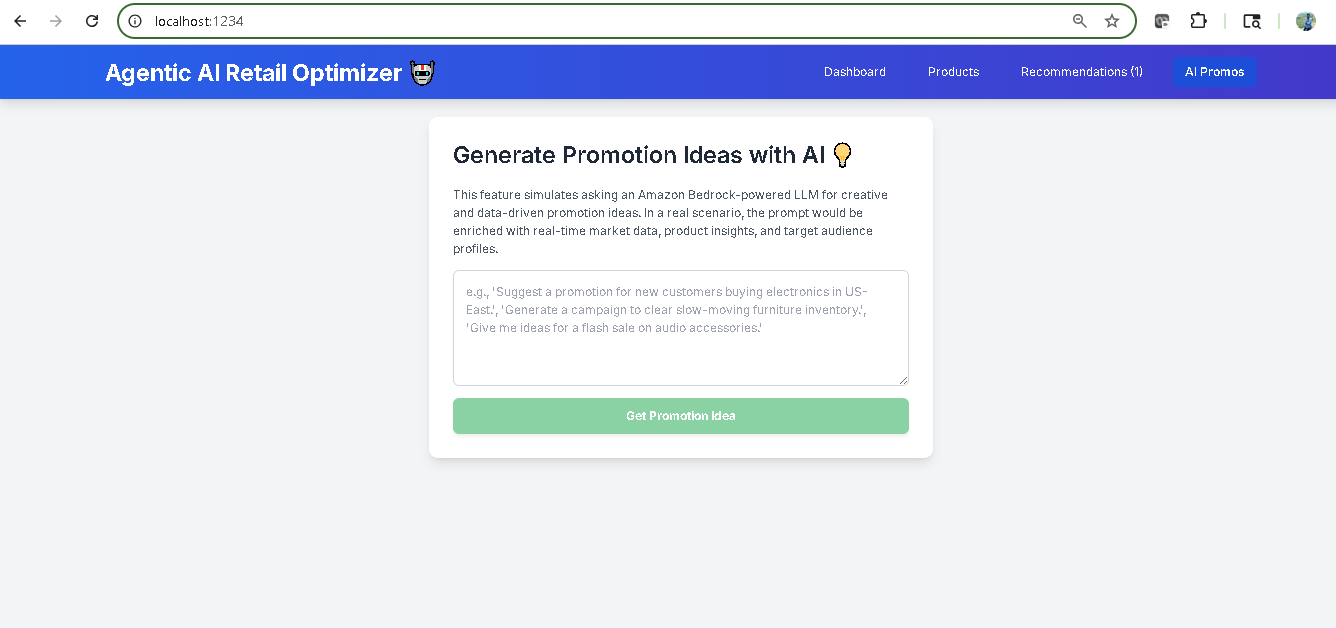 localhost:1234
Agentic AI Retail Optimizer
Dashboard
Products
Recommendations (1)
AI Promos
Generate Promotion Ideas with AI
This feature simulates asking an Amazon Bedrock-powered LLM for creative
and data-driven promotion ideas. In a real scenario, the prompt would be
enriched with real-time market data, product insights, and target audience
profiles.
e.g., 'Suggest a promotion for new customers buying electronics in US-
East.', 'Generate a campaign to clear slow-moving furniture inventory.',
'Give me ideas for a flash sale on audio accessories.'
Get Promotion Idea